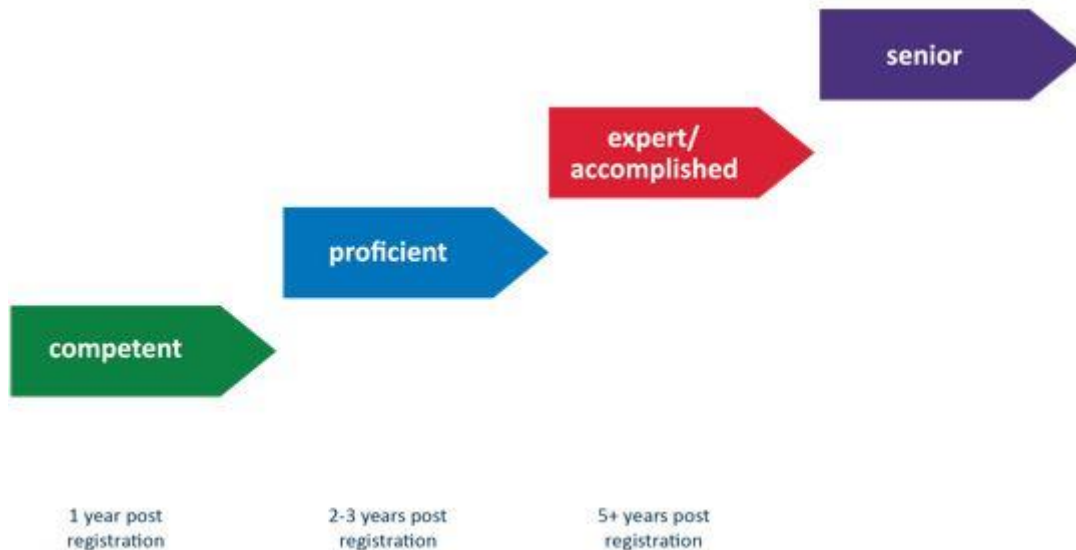 senior
expert/
accomplished
proficient
competent
1 year post
registration
2-3 years post
registration
5+ years post
registration